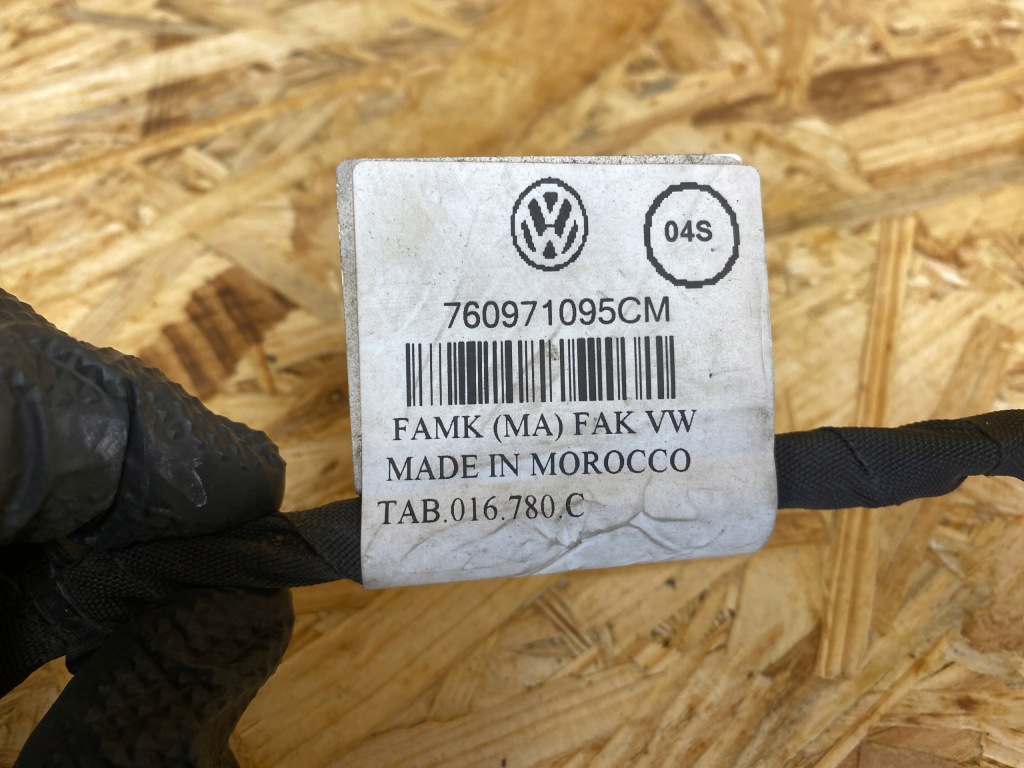 04S
760971095CM
FAMK (MA) FAK VW
MADE IN MOROCCO
TAB.016.780.C